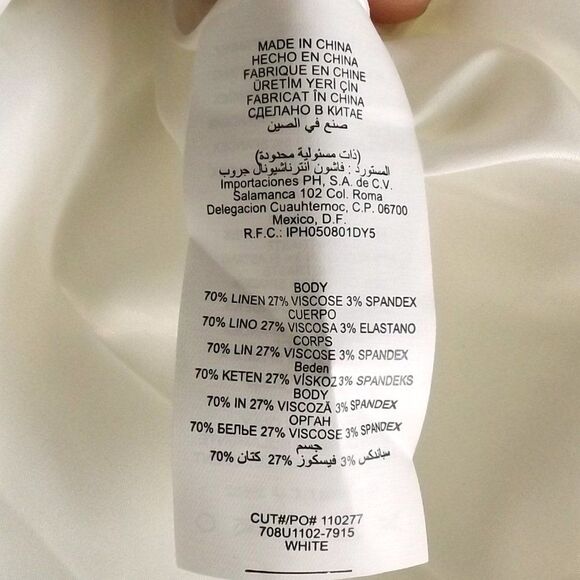 MADE IN CHINA
HECHO EN CHINA
FABRIQUE EN CHINE
ÜRETİM YERİ ÇİN
FABRICAT ÎN CHINA
СДЕЛАНО В КИТАЕ
صنع في الصين
(ذات مسئولية محدودة)
المستورد : فاشون انترناشيونال جروب
Importaciones PH, S.A. de C.V.
Salamanca 102 Col. Roma
Delegacion Cuauhtemoc, C.P. 06700
Mexico, D.F.
R.F.C.: IPH050801DY5
BODY
70% LINEN 27% VISCOSE 3% SPANDEX
CUERPO
70% LINO 27% VISCOSA 3% ELASTANO
CORPS
70% LIN 27% VISCOSE 3% SPANDEX
Beden
70% KETEN 27% VİSKOZ 3% SPANDEKS
BODY
70% IN 27% VISCOZĂ 3% SPANDEX
ОРГАН
70% БЕЛЬЕ 27% VISCOSE 3% SPANDEX
جسم
70% كتان 27% فيسكوز 3% سباندكس
CUT#/PO# 110277
708U1102-7915
WHITE